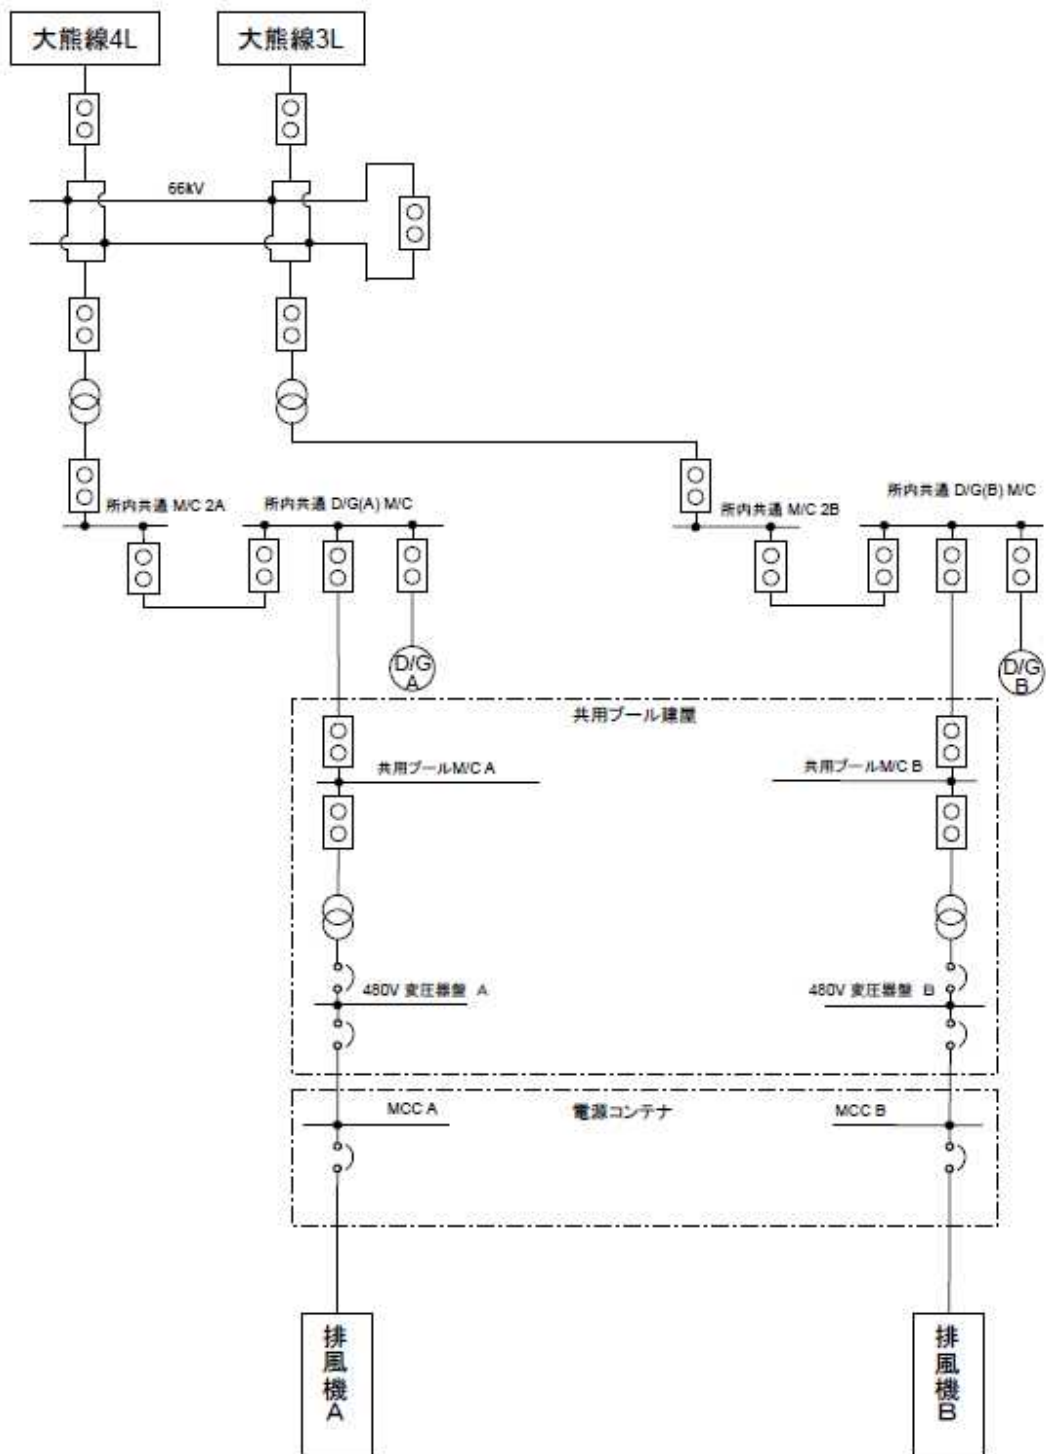 大熊線4L
大熊線3L
66kV
所内共通 M/C 2A
所内共通 D/G(A) M/C
所内共通 M/C 2B
所内共通 D/G(B) M/C
D/G
A
D/G
B
共用プール建屋
共用プールM/C A
共用プールM/C B
480V 変圧器盤 A
480V 変圧器盤 B
MCC A
電源コンテナ
MCC B
排風機A
排風機B